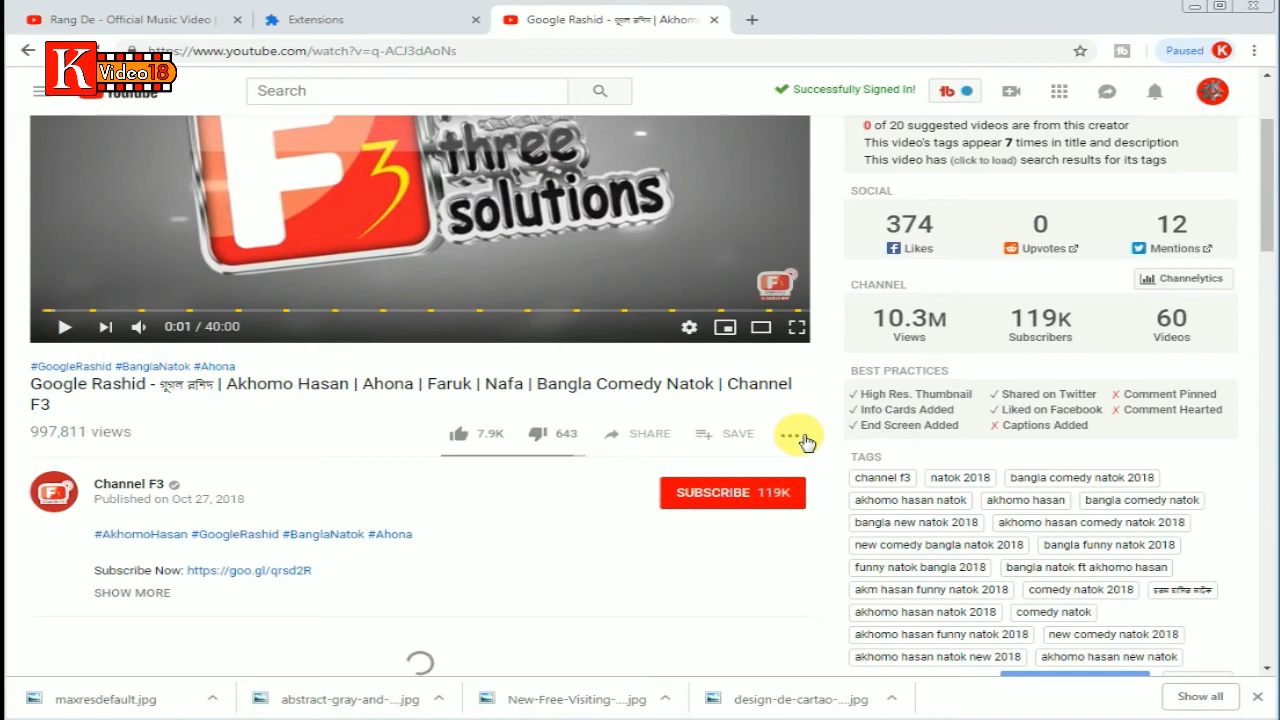 Rang De - Official Music Video |
Extensions
Google Rashid - গুগল রশিদ | Akhom
https://www.youtube.com/watch?v=q-ACJ3dAoNs
Paused K
K Video18
YouTube
Search
Successfully Signed In!
tb
0 of 20 suggested videos are from this creator
This video's tags appear 7 times in title and description
This video has (click to load) search results for its tags
SOCIAL
374 0 12
Likes Upvotes Mentions
CHANNEL
Channelytics
10.3M 119K 60
Views Subscribers Videos
BEST PRACTICES
High Res. Thumbnail Shared on Twitter Comment Pinned
Info Cards Added Liked on Facebook Comment Hearted
End Screen Added Captions Added
TAGS
channel f3 natok 2018 bangla comedy natok 2018
akhomo hasan natok akhomo hasan bangla comedy natok
bangla new natok 2018 akhomo hasan comedy natok 2018
new comedy bangla natok 2018 bangla funny natok 2018
funny natok bangla 2018 bangla natok ft akhomo hasan
akm hasan funny natok 2018 comedy natok 2018 চরম হাসির নাটক
akhomo hasan natok 2018 comedy natok
akhomo hasan funny natok 2018 new comedy natok 2018
akhomo hasan natok new 2018 akhomo hasan new natok
F3
three
solutions
0:01 / 40:00
#GoogleRashid #BanglaNatok #Ahona
Google Rashid - গুগল রশিদ | Akhomo Hasan | Ahona | Faruk | Nafa | Bangla Comedy Natok | Channel
F3
997,811 views
7.9K 643 SHARE SAVE
Channel F3
Published on Oct 27, 2018
SUBSCRIBE 119K
#AkhomoHasan #GoogleRashid #BanglaNatok #Ahona
Subscribe Now: https://goo.gl/qrsd2R
SHOW MORE
maxresdefault.jpg
abstract-gray-and-....jpg
New-Free-Visiting-....jpg
design-de-cartao-....jpg
Show all